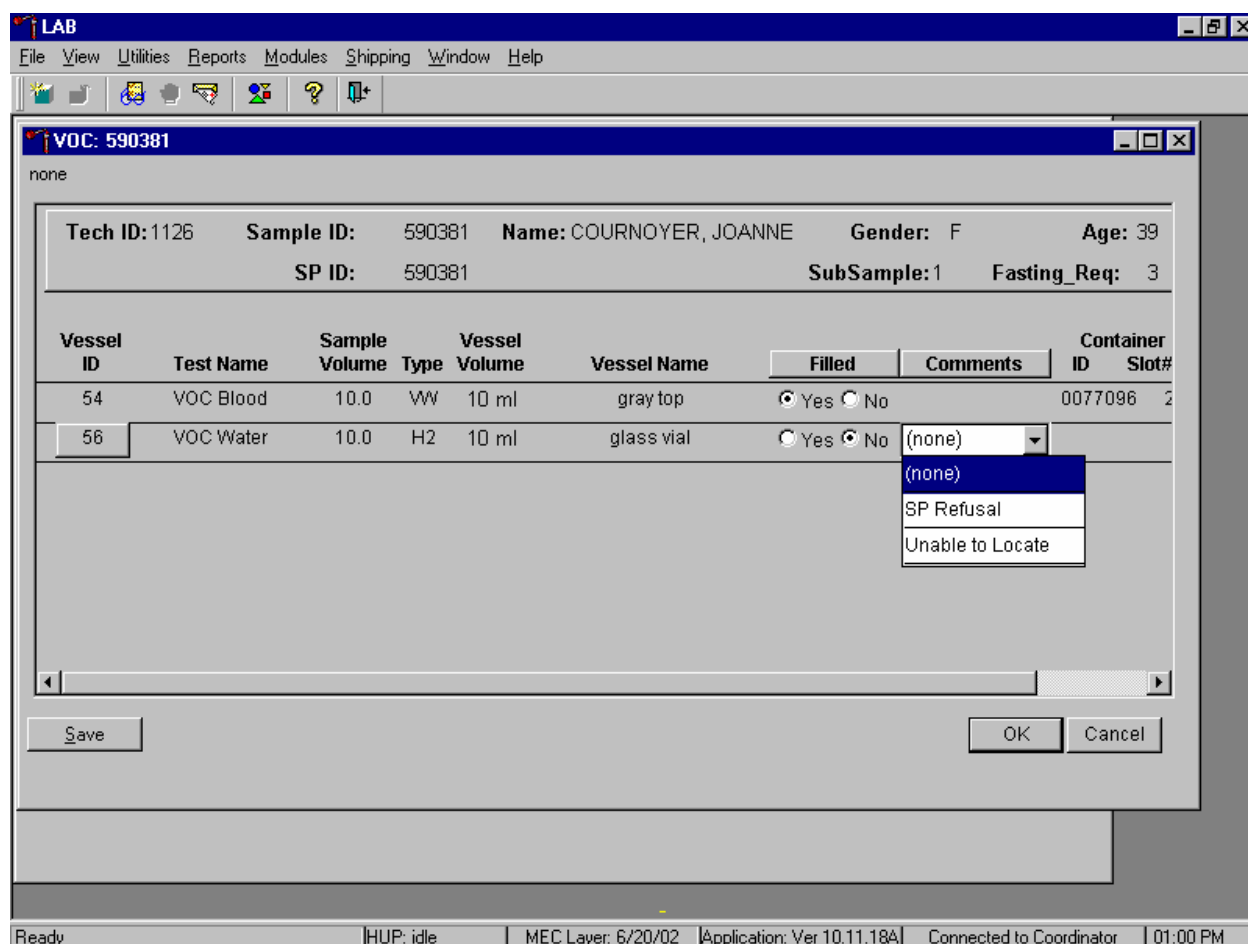 LAB
File View Utilities Reports Modules Shipping Window Help
VOC: 590381
none
Tech ID: 1126 Sample ID: 590381 Name: COURNOYER, JOANNE Gender: F Age: 39
SP ID: 590381 SubSample: 1 Fasting_Req: 3
Vessel Sample Vessel Container
ID Test Name Volume Type Volume Vessel Name Filled Comments ID Slot#
54 VOC Blood 10.0 VW 10 ml gray top Yes No 0077096 2
56 VOC Water 10.0 H2 10 ml glass vial Yes No (none)
(none)
SP Refusal
Unable to Locate
Save OK Cancel
Ready HUP: idle MEC Layer: 6/20/02 Application: Ver 10.11.18A Connected to Coordinator 01:00 PM